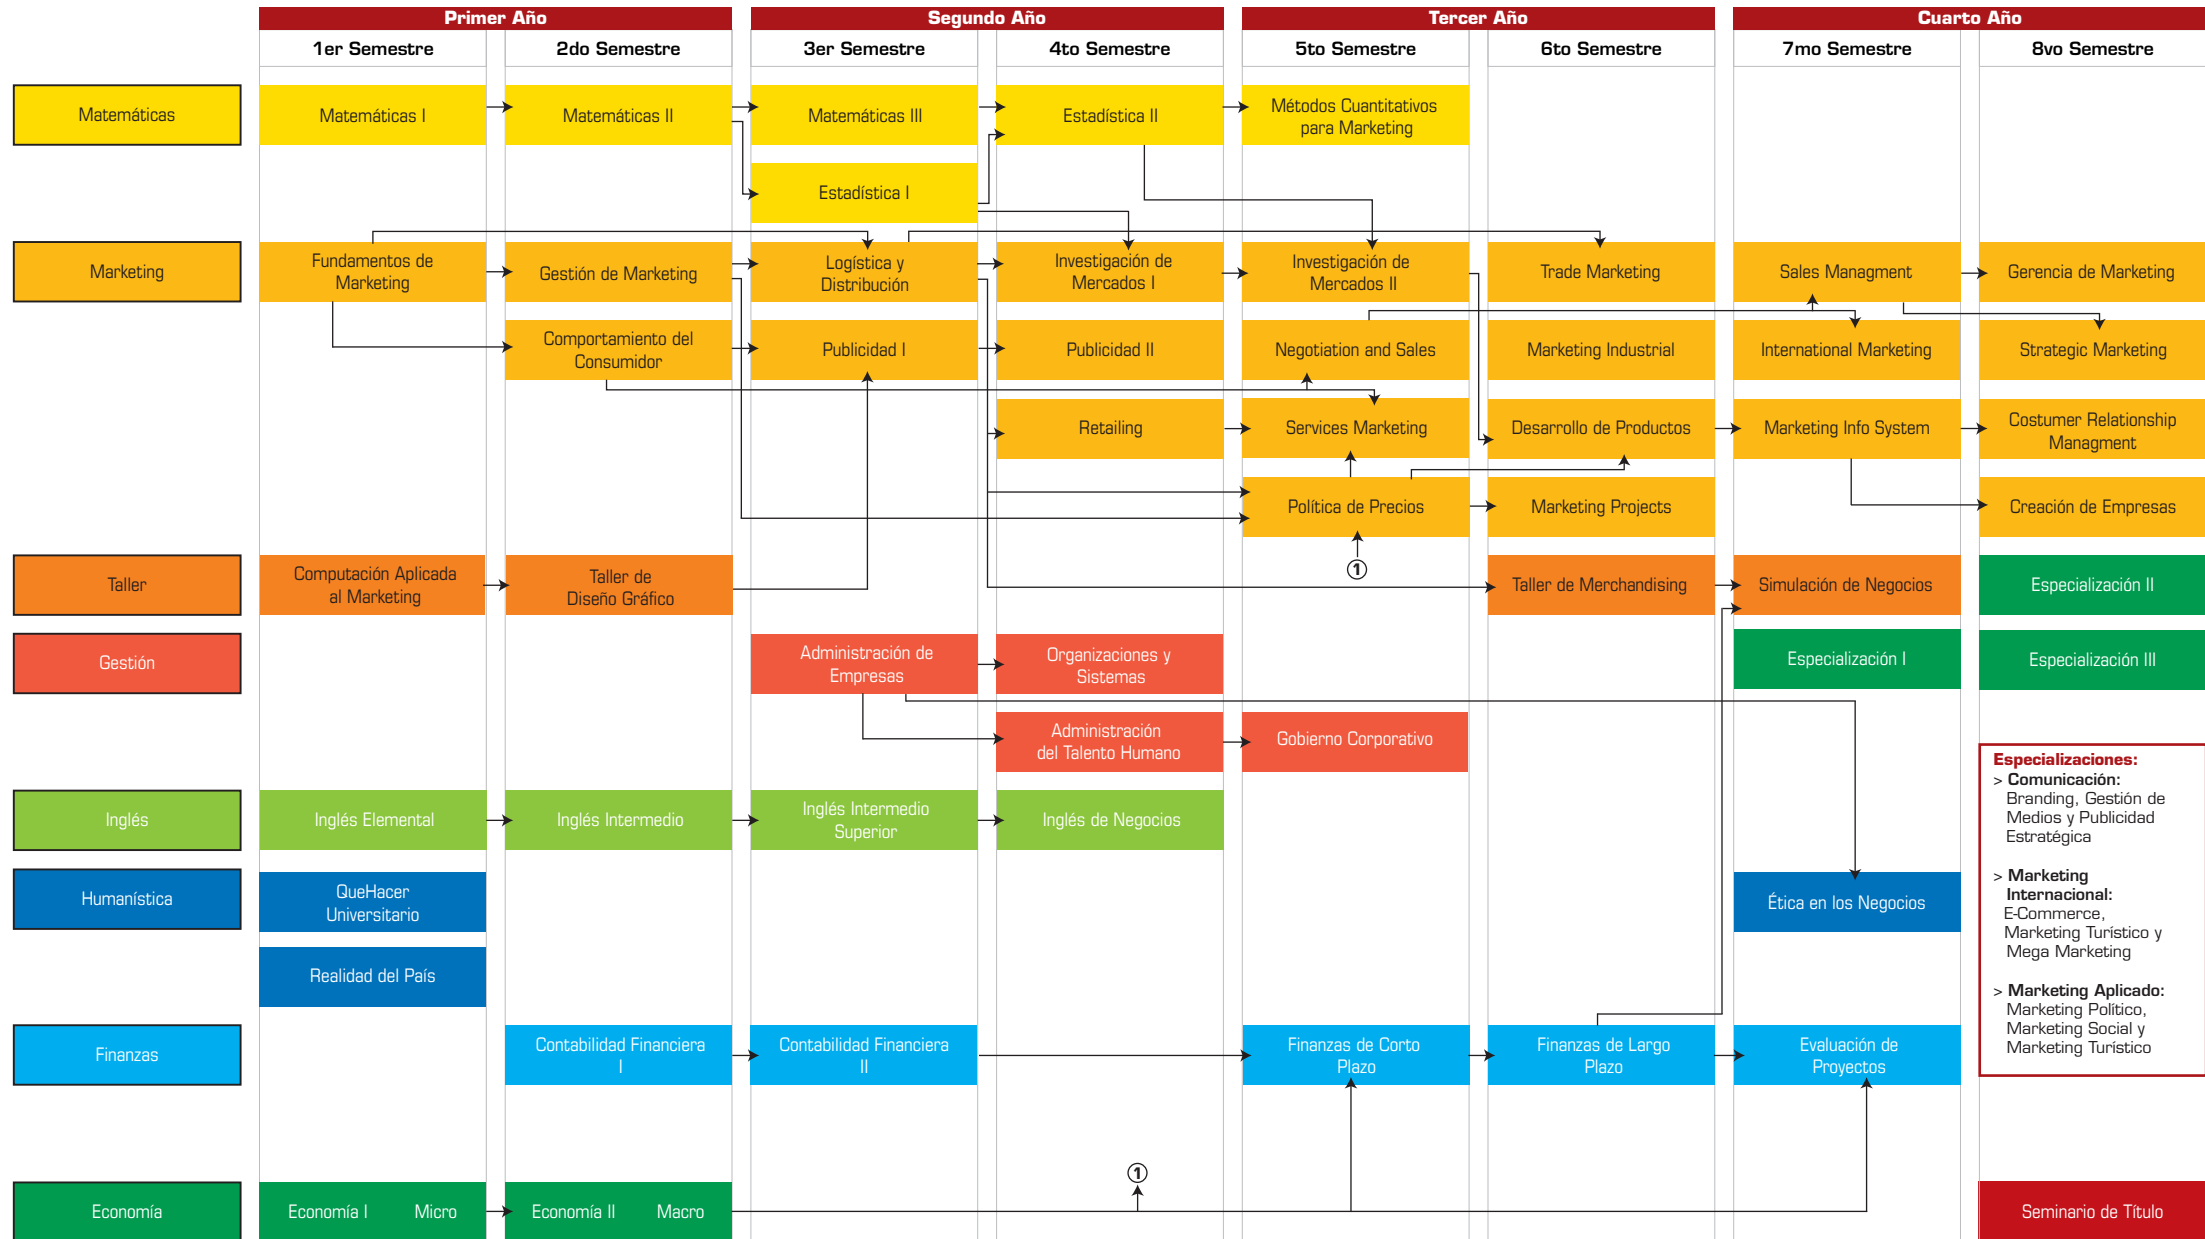 Primer Año
Segundo Año
Tercer Año
Cuarto Año
1er Semestre
2do Semestre
3er Semestre
4to Semestre
5to Semestre
6to Semestre
7mo Semestre
8vo Semestre
Matemáticas
Matemáticas I
Matemáticas II
Matemáticas III
Estadística II
Métodos Cuantitativos
para Marketing
Estadística I
Marketing
Fundamentos de
Marketing
Gestión de Marketing
Logística y
Distribución
Investigación de
Mercados I
Investigación de
Mercados II
Trade Marketing
Sales Managment
Gerencia de Marketing
Comportamiento del
Consumidor
Publicidad I
Publicidad II
Negotiation and Sales
Marketing Industrial
International Marketing
Strategic Marketing
Retailing
Services Marketing
Desarrollo de Productos
Marketing Info System
Costumer Relationship
Managment
Política de Precios
Marketing Projects
Creación de Empresas
1
Taller
Computación Aplicada
al Marketing
Taller de
Diseño Gráfico
Taller de Merchandising
Simulación de Negocios
Especialización II
Gestión
Administración de
Empresas
Organizaciones y
Sistemas
Especialización I
Especialización III
Administración
del Talento Humano
Gobierno Corporativo
Inglés
Inglés Elemental
Inglés Intermedio
Inglés Intermedio
Superior
Inglés de Negocios
Humanística
QueHacer
Universitario
Ética en los Negocios
Realidad del País
Especializaciones:
> Comunicación:
Branding, Gestión de
Medios y Publicidad
Estratégica
> Marketing
Internacional:
E-Commerce,
Marketing Turístico y
Mega Marketing
> Marketing Aplicado:
Marketing Político,
Marketing Social y
Marketing Turístico
Finanzas
Contabilidad Financiera
I
Contabilidad Financiera
II
Finanzas de Corto
Plazo
Finanzas de Largo
Plazo
Evaluación de
Proyectos
1
Economía
Economía I Micro
Economía II Macro
Seminario de Título